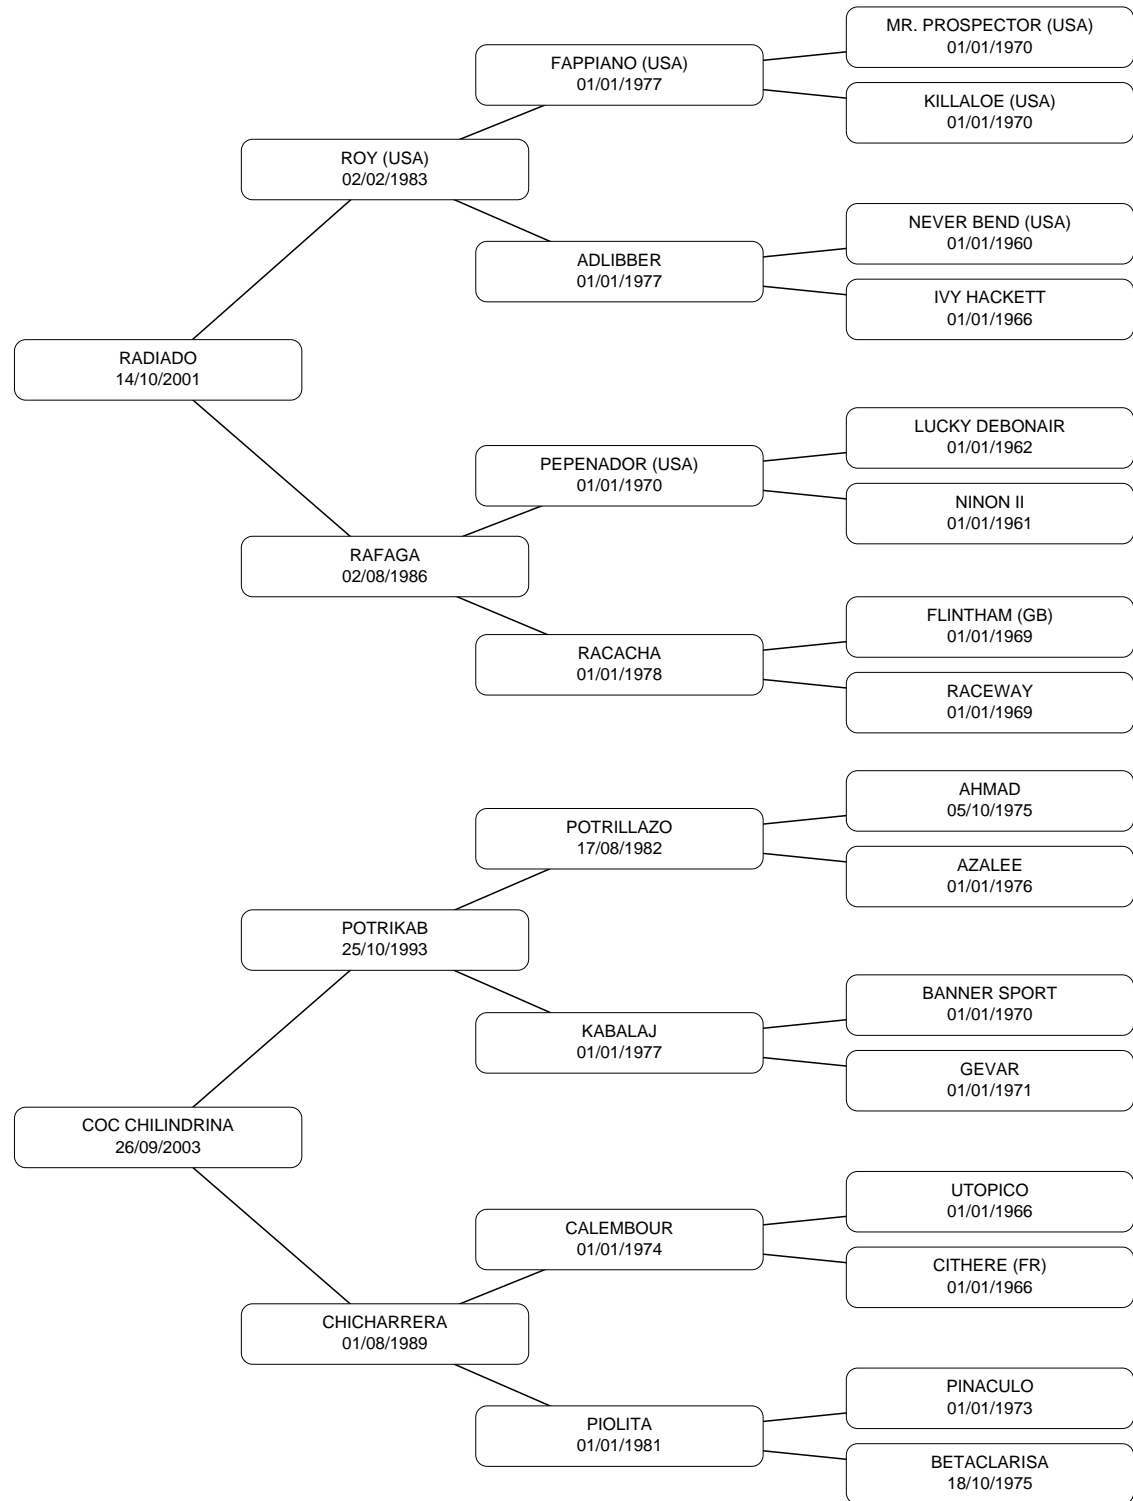 MR. PROSPECTOR (USA)
01/01/1970
FAPPIANO (USA)
01/01/1977
KILLALOE (USA)
01/01/1970
ROY (USA)
02/02/1983
NEVER BEND (USA)
01/01/1960
ADLIBBER
01/01/1977
IVY HACKETT
01/01/1966
RADIADO
14/10/2001
LUCKY DEBONAIR
01/01/1962
PEPENADOR (USA)
01/01/1970
NINON II
01/01/1961
RAFAGA
02/08/1986
FLINTHAM (GB)
01/01/1969
RACACHA
01/01/1978
RACEWAY
01/01/1969
AHMAD
05/10/1975
POTRILLAZO
17/08/1982
AZALEE
01/01/1976
POTRIKAB
25/10/1993
BANNER SPORT
01/01/1970
KABALAJ
01/01/1977
GEVAR
01/01/1971
COC CHILINDRINA
26/09/2003
UTOPICO
01/01/1966
CALEMBOUR
01/01/1974
CITHERE (FR)
01/01/1966
CHICHARRERA
01/08/1989
PINACULO
01/01/1973
PIOLITA
01/01/1981
BETACLARISA
18/10/1975